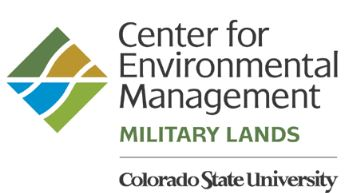 Center for
Environmental
Management
MILITARY LANDS
Colorado State University